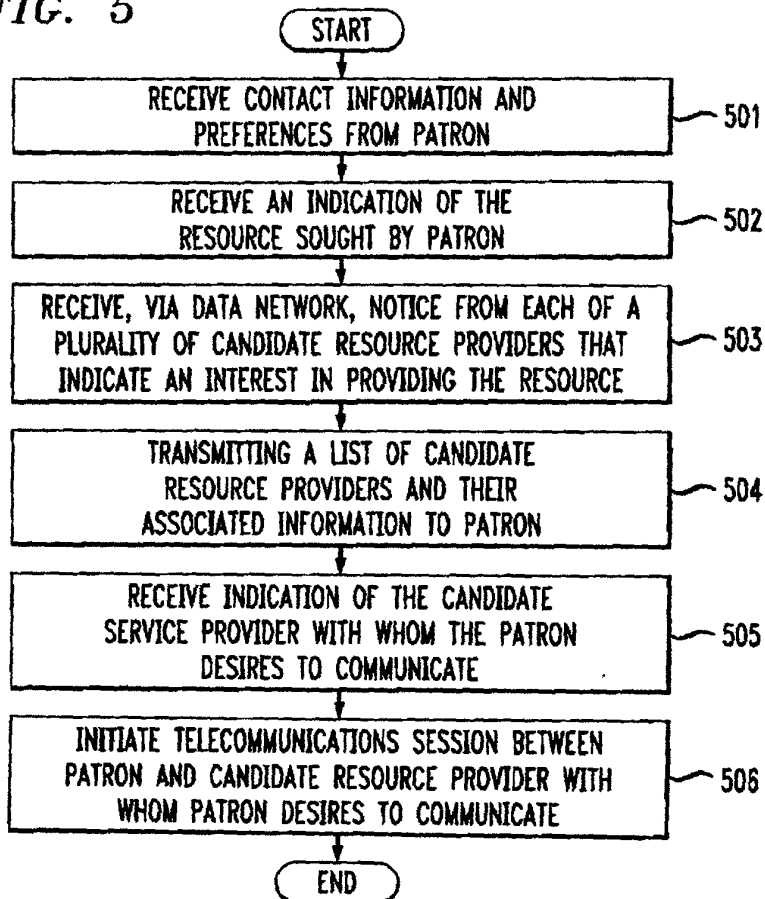 FIG. 5
START
RECEIVE CONTACT INFORMATION AND
PREFERENCES FROM PATRON
501
RECEIVE AN INDICATION OF THE
RESOURCE SOUGHT BY PATRON
502
RECEIVE, VIA DATA NETWORK, NOTICE FROM EACH OF A
PLURALITY OF CANDIDATE RESOURCE PROVIDERS THAT
INDICATE AN INTEREST IN PROVIDING THE RESOURCE
503
TRANSMITTING A LIST OF CANDIDATE
RESOURCE PROVIDERS AND THEIR
ASSOCIATED INFORMATION TO PATRON
504
RECEIVE INDICATION OF THE CANDIDATE
SERVICE PROVIDER WITH WHOM THE PATRON
DESIRES TO COMMUNICATE
505
INITIATE TELECOMMUNICATIONS SESSION BETWEEN
PATRON AND CANDIDATE RESOURCE PROVIDER WITH
WHOM PATRON DESIRES TO COMMUNICATE
506
END